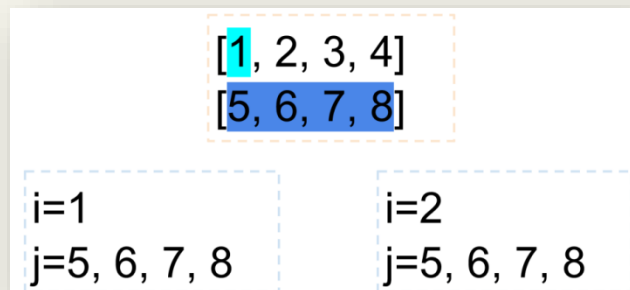 [1, 2, 3, 4]
[5, 6, 7, 8]
i=1
j=5, 6, 7, 8
i=2
j=5, 6, 7, 8